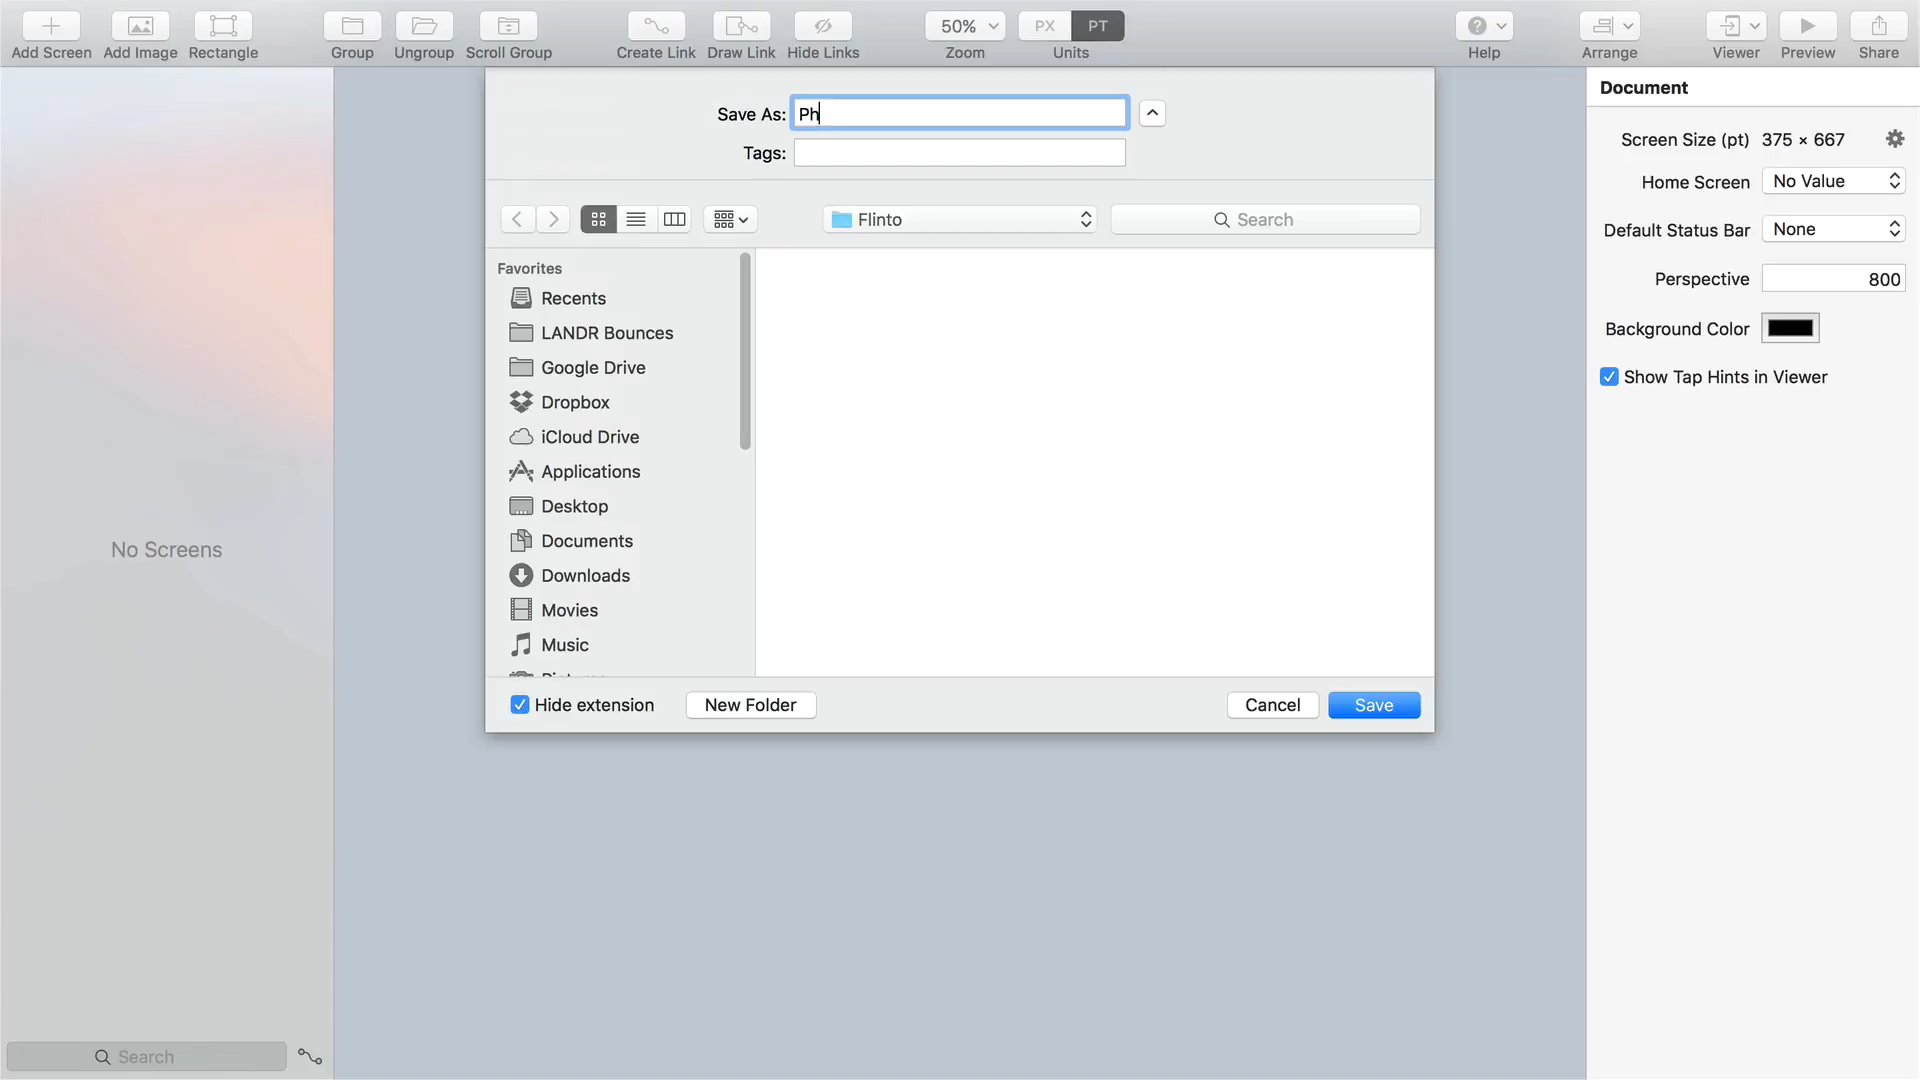 Add Screen Add Image Rectangle Group Ungroup Scroll Group Create Link Draw Link Hide Links 50% Zoom PX PT Units Help Arrange Viewer Preview Share
Save As: Ph
Tags:
Flinto
Search
Favorites
Recents
LANDR Bounces
Google Drive
Dropbox
iCloud Drive
Applications
Desktop
Documents
Downloads
Movies
Music
Hide extension New Folder Cancel Save
No Screens
Search
Document
Screen Size (pt) 375 × 667
Home Screen No Value
Default Status Bar None
Perspective 800
Background Color
Show Tap Hints in Viewer